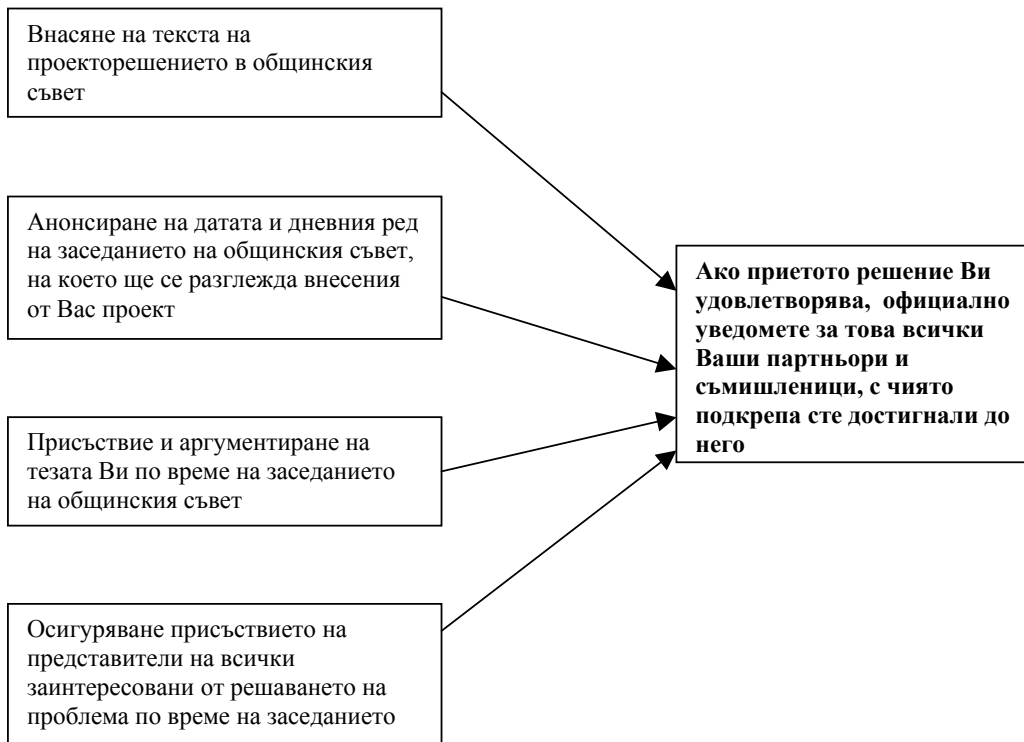 Внасяне на текста на
проекторешението в общинския
съвет
Анонсиране на датата и дневния ред
на заседанието на общинския съвет,
на което ще се разглежда внесения
от Вас проект
Присъствие и аргументиране на
тезата Ви по време на заседанието
на общинския съвет
Осигуряване присъствието на
представители на всички
заинтересовани от решаването на
проблема по време на заседанието
Ако приетото решение Ви
удовлетворява, официално
уведомете за това всички
Ваши партньори и
съмишленици, с чиято
подкрепа сте достигнали до
него